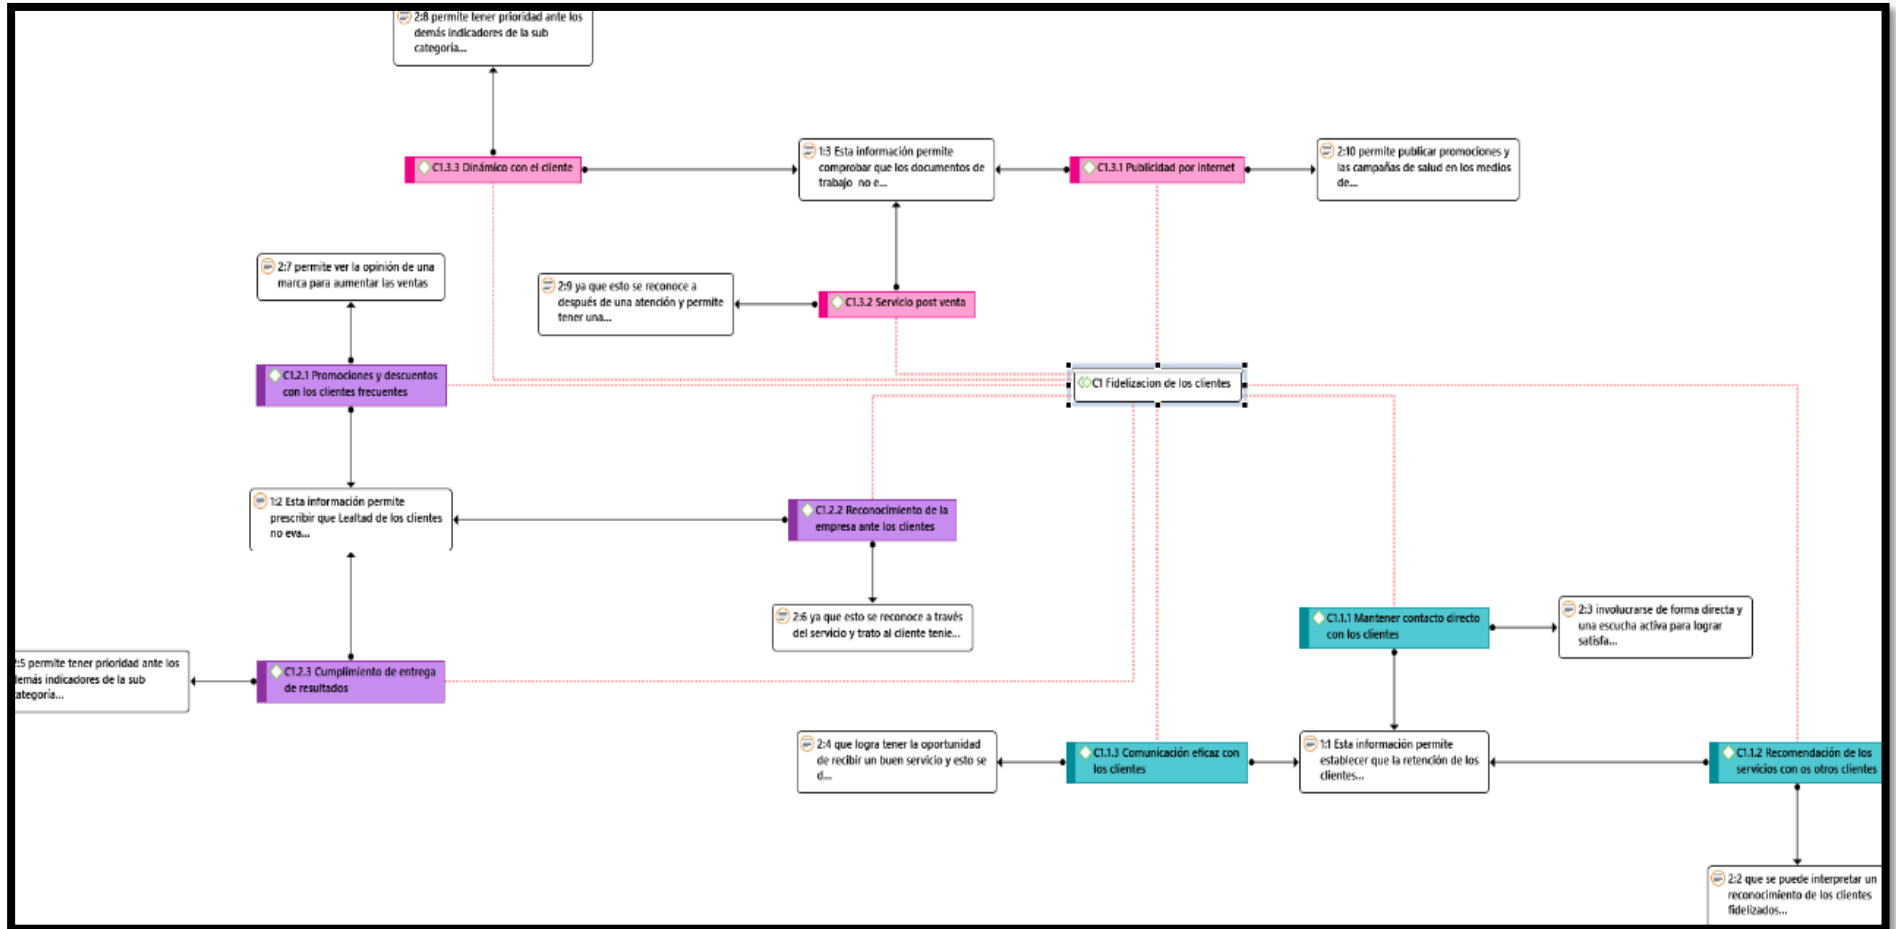 2:8 permite tener prioridad ante los
demás indicadores de la sub
categoría...
C1.3.3 Dinámico con el cliente
1:3 Esta información permite
comprobar que los documentos de
trabajo no e...
C1.3.1 Publicidad por internet
2:10 permite publicar promociones y
las campañas de salud en los medios
de...
2:7 permite ver la opinión de una
marca para aumentar las ventas
2:9 ya que esto se reconoce a
después de una atención y permite
tener una...
C1.3.2 Servicio post venta
C1.2.1 Promociones y descuentos
con los clientes frecuentes
C1 Fidelizacion de los clientes
1:2 Esta información permite
prescribir que Lealtad de los clientes
no eva...
C1.2.2 Reconocimiento de la
empresa ante los clientes
2:6 ya que esto se reconoce a través
del servicio y trato al cliente tenie...
C1.1.1 Mantener contacto directo
con los clientes
2:3 involucrarse de forma directa y
una escucha activa para lograr
satisfa...
:5 permite tener prioridad ante los
demás indicadores de la sub
ategoría...
C1.2.3 Cumplimiento de entrega
de resultados
2:4 que logra tener la oportunidad
de recibir un buen servicio y esto se
d...
C1.1.3 Comunicación eficaz con
los clientes
1:1 Esta información permite
establecer que la retención de los
clientes...
C1.1.2 Recomendación de los
servicios con os otros clientes
2:2 que se puede interpretar un
reconocimiento de los clientes
fidelizados...